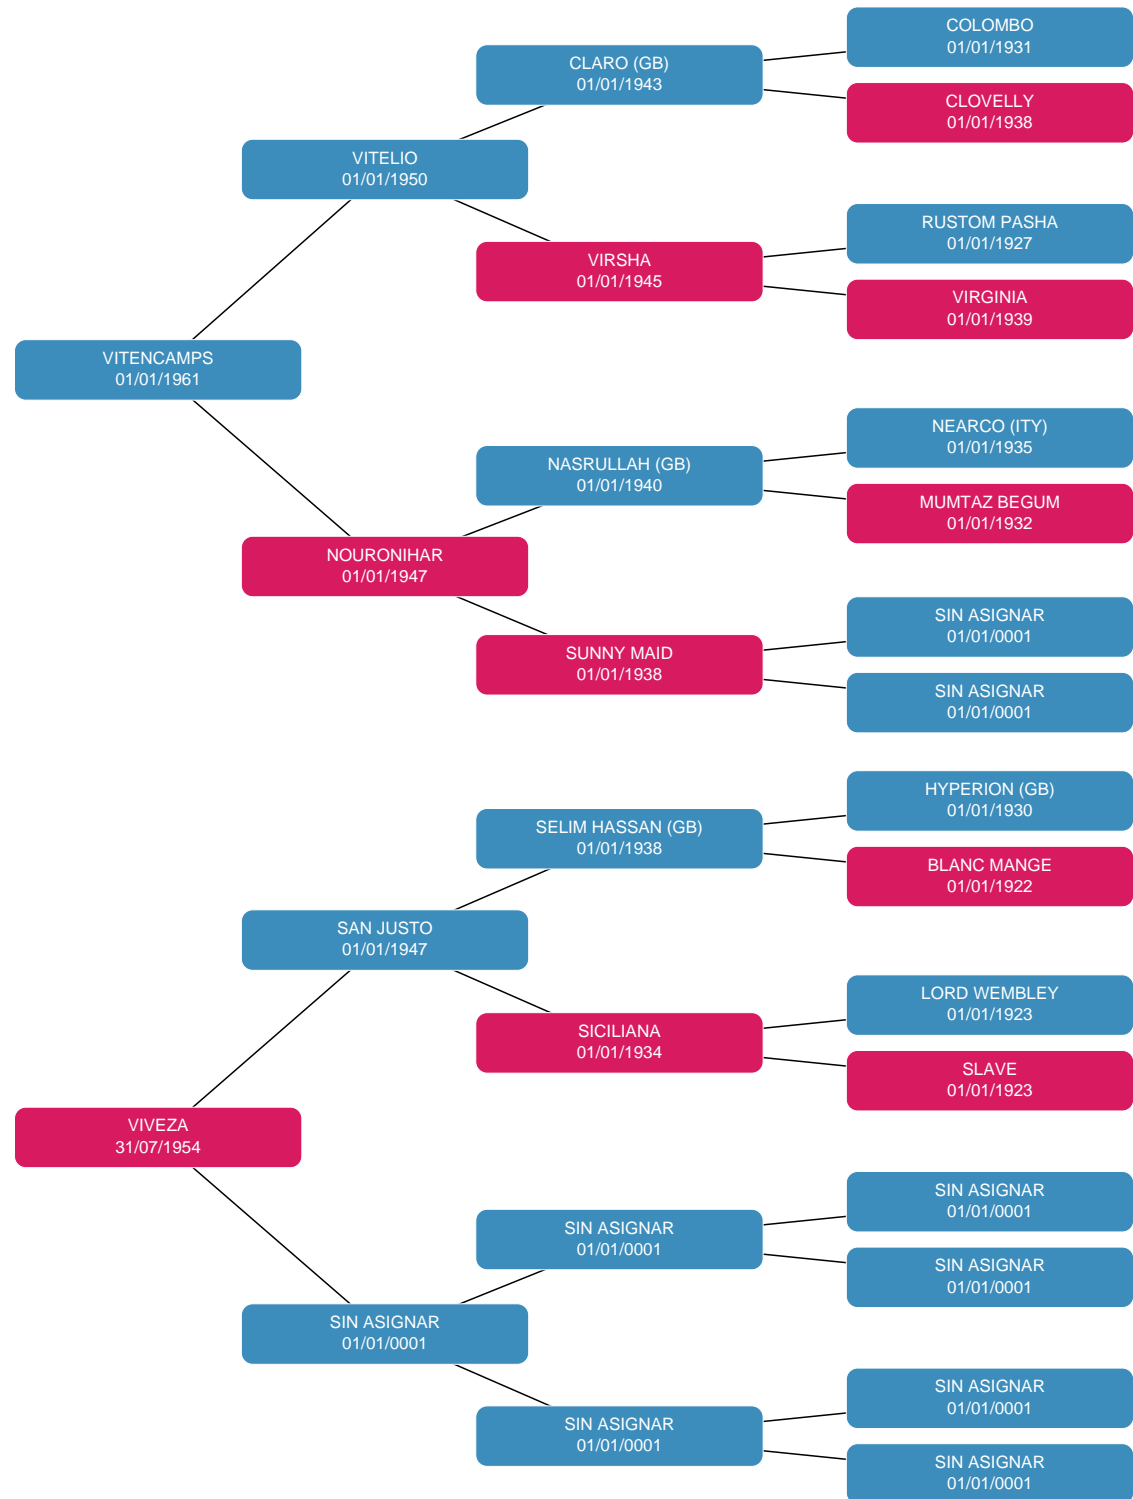 COLOMBO
01/01/1931
CLARO (GB)
01/01/1943
CLOVELLY
01/01/1938
VITELIO
01/01/1950
RUSTOM PASHA
01/01/1927
VIRSHA
01/01/1945
VIRGINIA
01/01/1939
VITENCAMPS
01/01/1961
NEARCO (ITY)
01/01/1935
NASRULLAH (GB)
01/01/1940
MUMTAZ BEGUM
01/01/1932
NOURONIHAR
01/01/1947
SIN ASIGNAR
01/01/0001
SUNNY MAID
01/01/1938
SIN ASIGNAR
01/01/0001
HYPERION (GB)
01/01/1930
SELIM HASSAN (GB)
01/01/1938
BLANC MANGE
01/01/1922
SAN JUSTO
01/01/1947
LORD WEMBLEY
01/01/1923
SICILIANA
01/01/1934
SLAVE
01/01/1923
VIVEZA
31/07/1954
SIN ASIGNAR
01/01/0001
SIN ASIGNAR
01/01/0001
SIN ASIGNAR
01/01/0001
SIN ASIGNAR
01/01/0001
SIN ASIGNAR
01/01/0001
SIN ASIGNAR
01/01/0001
SIN ASIGNAR
01/01/0001